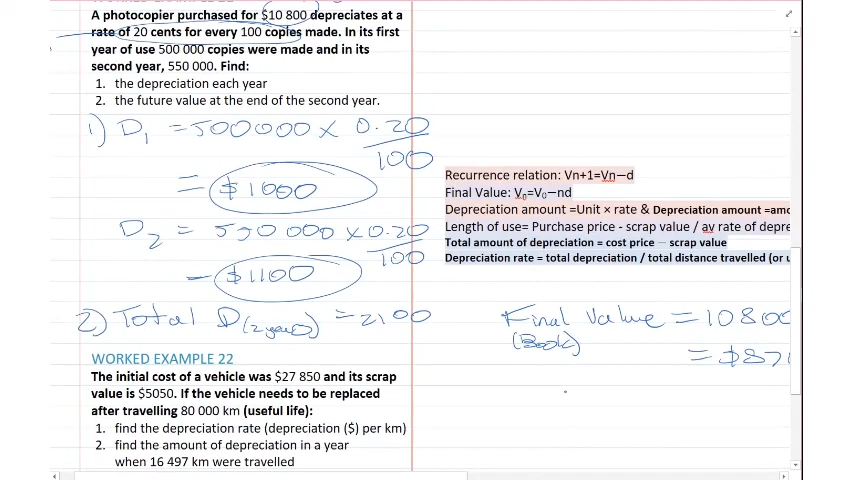 A photocopier purchased for $10 800 depreciates at a
rate of 20 cents for every 100 copies made. In its first
year of use 500 000 copies were made and in its
second year, 550 000. Find:
1. the depreciation each year
2. the future value at the end of the second year.
1) D1 = 500000 × 0.20
100
= $1000
D2 = 550 000 × 0.20
100
= $1100
2) Total D(2 years) = 2100
Recurrence relation: Vn+1=Vn−d
Final Value: Vn=V0−nd
Depreciation amount =Unit × rate & Depreciation amount =amo
Length of use= Purchase price - scrap value / av rate of depre
Total amount of depreciation = cost price − scrap value
Depreciation rate = total depreciation / total distance travelled (or u
Final Value = 10800
(Book)
= $87
WORKED EXAMPLE 22
The initial cost of a vehicle was $27 850 and its scrap
value is $5050. If the vehicle needs to be replaced
after travelling 80 000 km (useful life):
1. find the depreciation rate (depreciation ($) per km)
2. find the amount of depreciation in a year
when 16 497 km were travelled